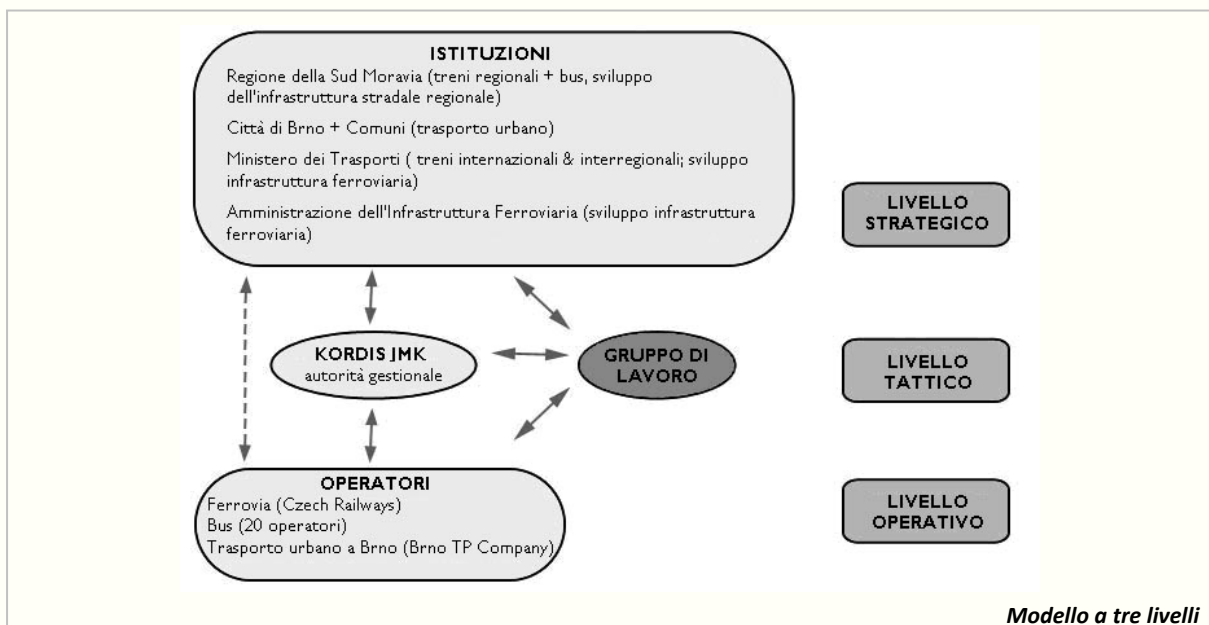 ISTITUZIONI
Regione della Sud Moravia (treni regionali + bus, sviluppo
dell'infrastruttura stradale regionale)
Città di Brno + Comuni (trasporto urbano)
Ministero dei Trasporti ( treni internazionali & interregionali; sviluppo
infrastruttura ferroviaria)
Amministrazione dell'Infrastruttura Ferroviaria (sviluppo infrastruttura
ferroviaria)
LIVELLO
STRATEGICO
KORDIS JMK
autorità gestionale
GRUPPO DI
LAVORO
LIVELLO
TATTICO
OPERATORI
Ferrovia (Czech Railways)
Bus (20 operatori)
Trasporto urbano a Brno (Brno TP Company)
LIVELLO
OPERATIVO
Modello a tre livelli